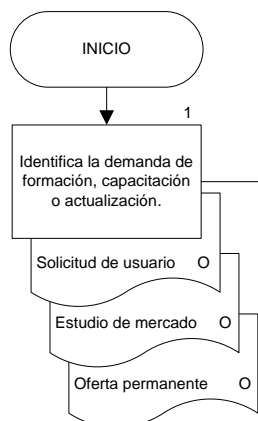 INICIO
1
Identifica la demanda de
formación, capacitación
o actualización.
Solicitud de usuario O
Estudio de mercado O
Oferta permanente O